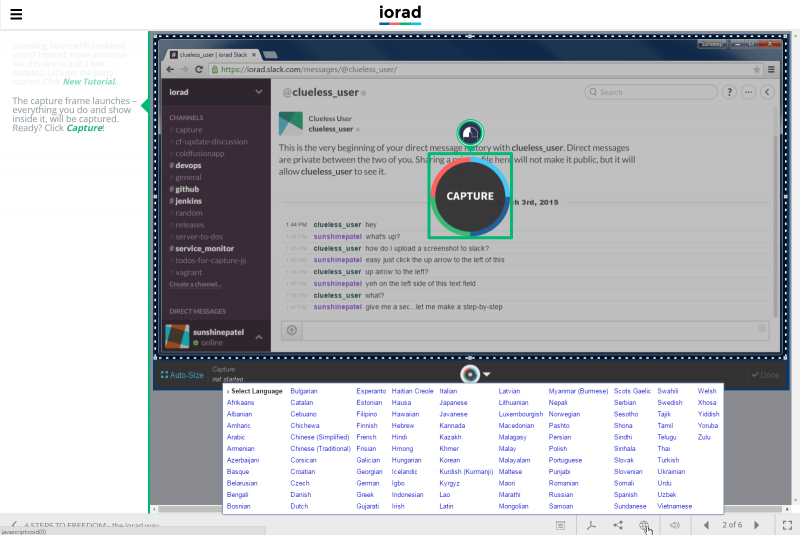 iorad
Spending hours with confused
users? Instead, make a tutorial
like this one in just a few
minutes. Let's get the party
started. Click New Tutorial.
The capture frame launches –
everything you do and show
inside it, will be captured.
Ready? Click Capture!
clueless_user | iorad Slack
Sundeep
https://iorad.slack.com/messages/@clueless_user/
iorad
@clueless_user
Search
CHANNELS
# capture
# cf-update-discussion
# coldfusionapp
# devops
# general
# github
# jenkins
# random
# releases
# server-to-dos
# service_monitor
# todos-for-capture-js
# vagrant
Create a channel...
DIRECT MESSAGES
sunshinepatel
online
Clueless User
clueless_user
This is the very beginning of your direct message history with clueless_user. Direct messages
are private between the two of you. Sharing a private file here will not make it public, but it will
allow clueless_user to see it.
CAPTURE
3rd, 2015
1:44 PM clueless_user hey
sunshinepatel what's up?
clueless_user how do I upload a screenshot to slack?
sunshinepatel easy just click the up arrow to the left of this
clueless_user up arrow to the left?
sunshinepatel yeh on the left side of this text field
clueless_user what?
sunshinepatel give me a sec...let me make a step-by-step
Auto-Size
Capture:
not started
Done
› Select Language Bulgarian Esperanto Haitian Creole Italian Latvian Myanmar (Burmese) Scots Gaelic Swahili Welsh
Afrikaans Catalan Estonian Hausa Japanese Lithuanian Nepali Serbian Swedish Xhosa
Albanian Cebuano Filipino Hawaiian Javanese Luxembourgish Norwegian Sesotho Tajik Yiddish
Amharic Chichewa Finnish Hebrew Kannada Macedonian Pashto Shona Tamil Yoruba
Arabic Chinese (Simplified) French Hindi Kazakh Malagasy Persian Sindhi Telugu Zulu
Armenian Chinese (Traditional) Frisian Hmong Khmer Malay Polish Sinhala Thai
Azerbaijani Corsican Galician Hungarian Korean Malayalam Portuguese Slovak Turkish
Basque Croatian Georgian Icelandic Kurdish (Kurmanji) Maltese Punjabi Slovenian Ukrainian
Belarusian Czech German Igbo Kyrgyz Maori Romanian Somali Urdu
Bengali Danish Greek Indonesian Lao Marathi Russian Spanish Uzbek
Bosnian Dutch Gujarati Irish Latin Mongolian Samoan Sundanese Vietnamese
6 STEPS TO FREEDOM - the iorad way
2 of 6
javascript:void(0)